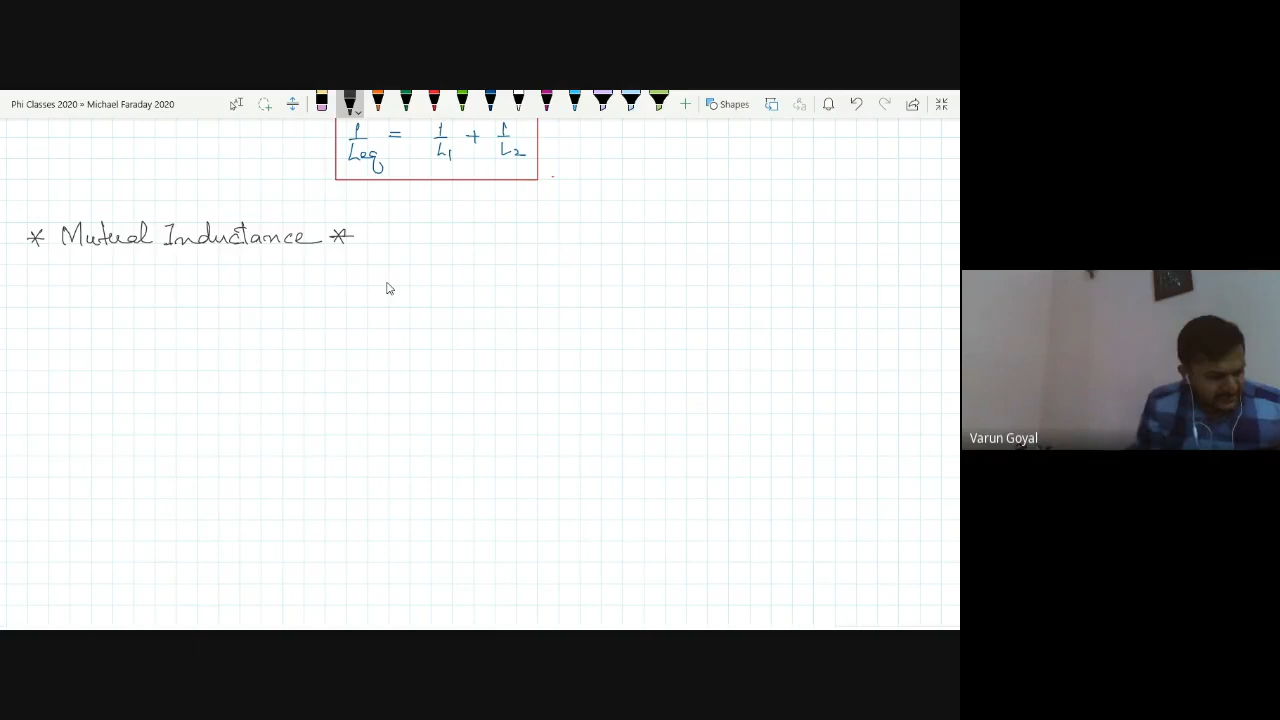 Phi Classes 2020 » Michael Faraday 2020
Shapes
1/Leq = 1/L1 + 1/L2
* Mutual Inductance *
Varun Goyal